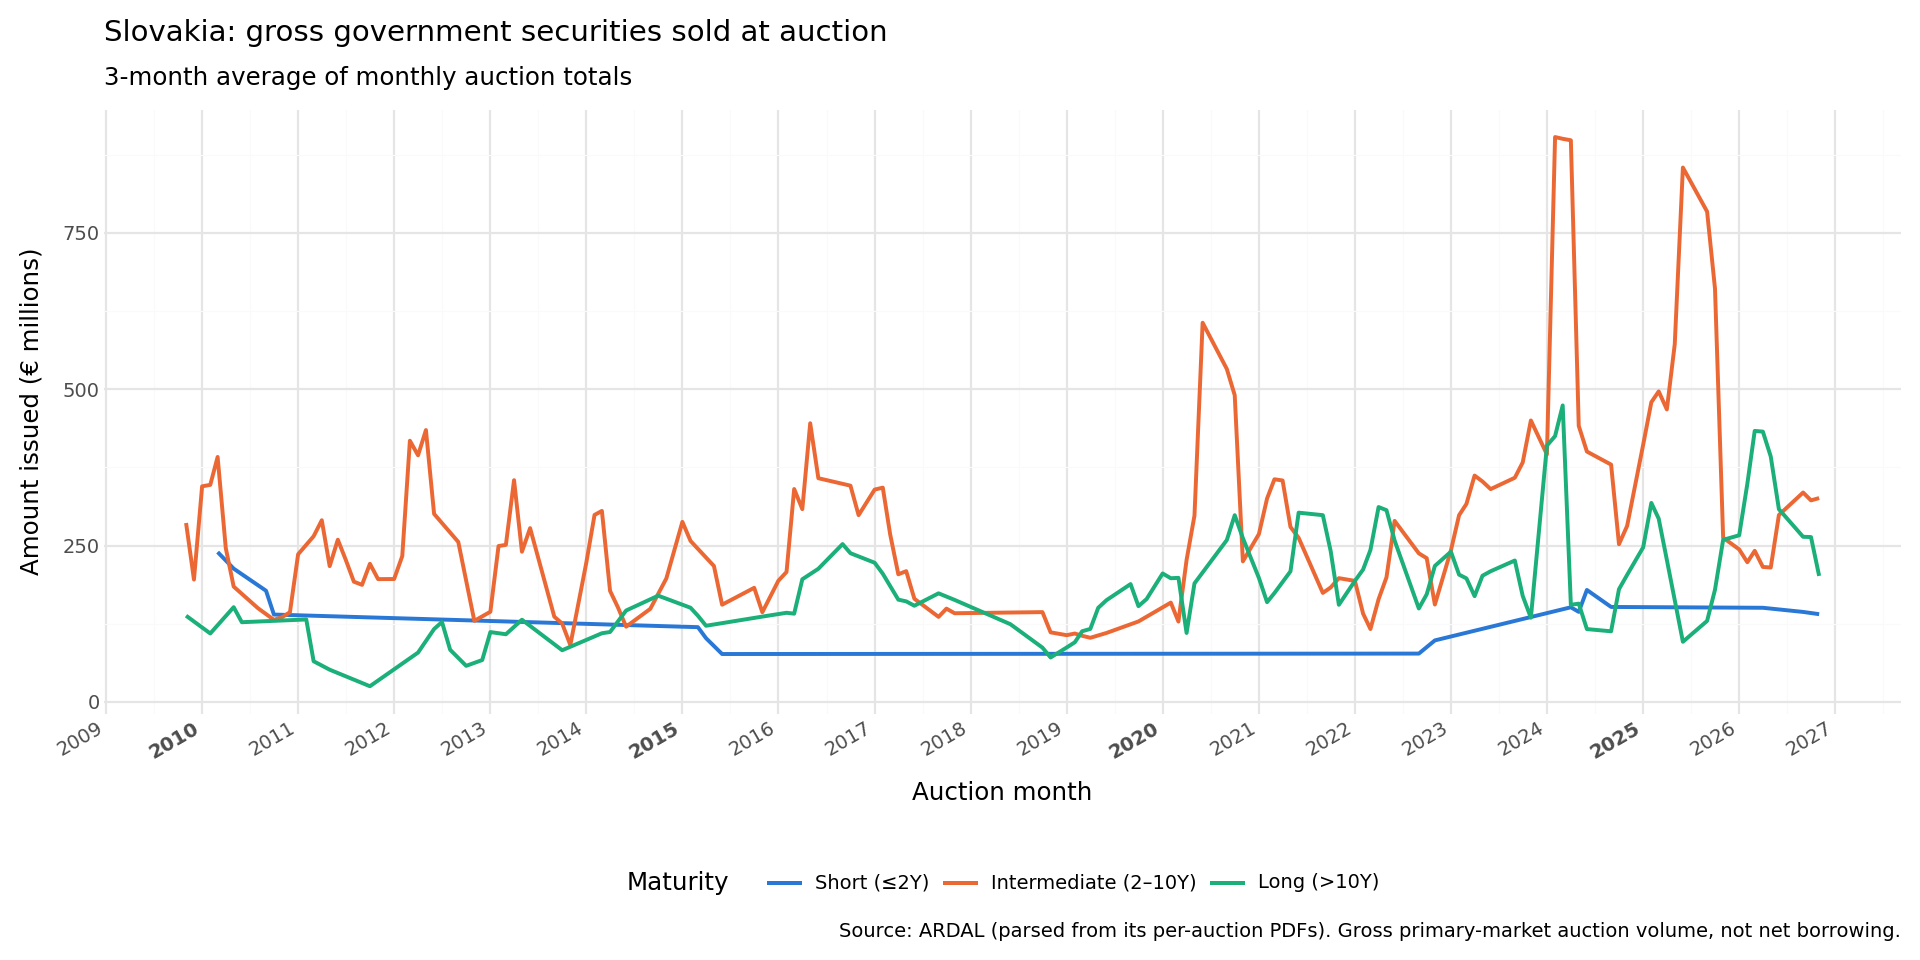 Slovakia: gross government securities sold at auction
3-month average of monthly auction totals
Amount issued (€ millions)
750
500
250
0
2009 2010 2011 2012 2013 2014 2015 2016 2017 2018 2019 2020 2021 2022 2023 2024 2025 2026 2027
Auction month
Maturity Short (≤2Y) Intermediate (2–10Y) Long (>10Y)
Source: ARDAL (parsed from its per-auction PDFs). Gross primary-market auction volume, not net borrowing.